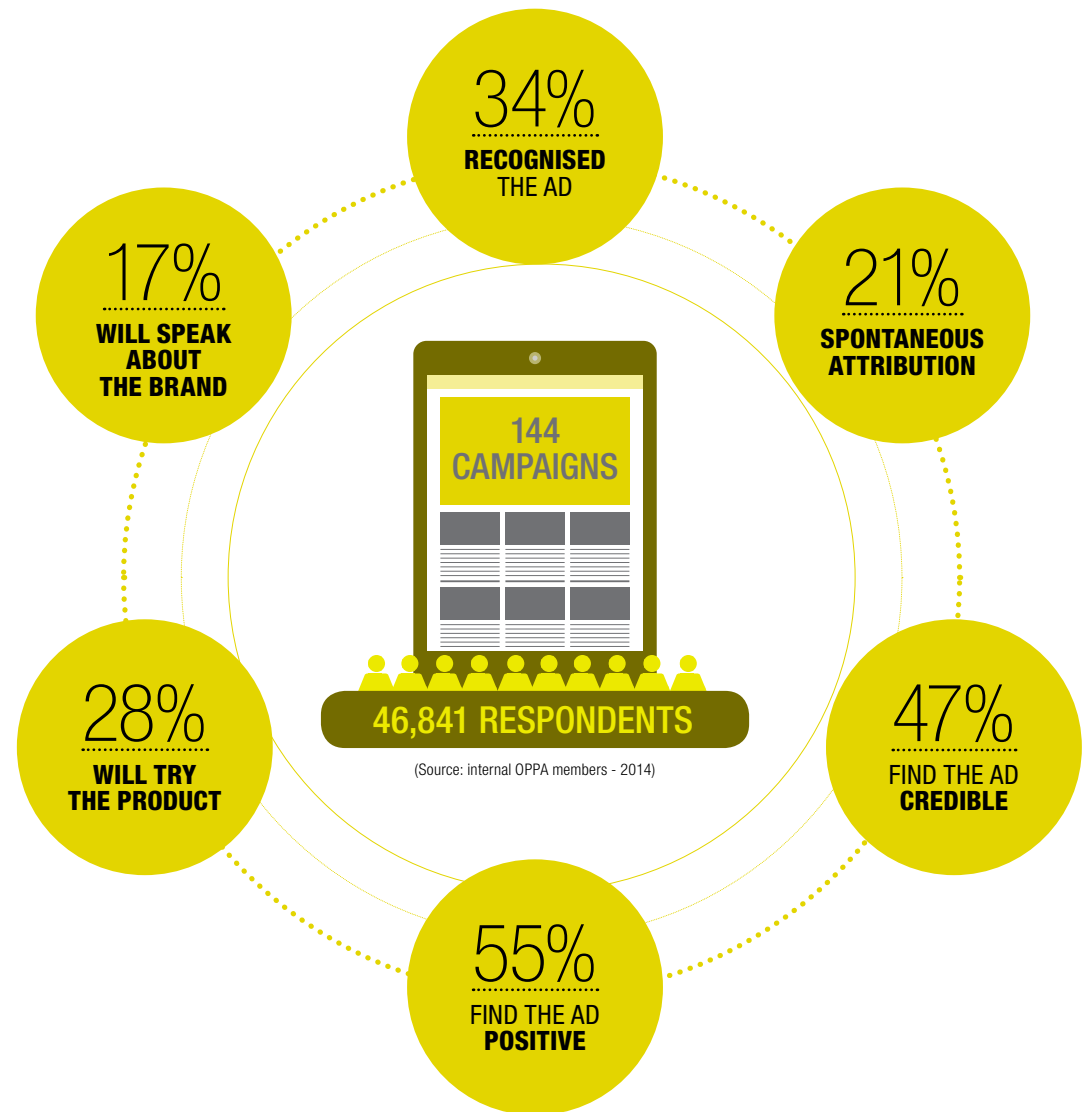 34%
RECOGNISED
THE AD
21%
SPONTANEOUS
ATTRIBUTION
47%
FIND THE AD
CREDIBLE
55%
FIND THE AD
POSITIVE
28%
WILL TRY
THE PRODUCT
17%
WILL SPEAK
ABOUT
THE BRAND
144
CAMPAIGNS
46,841 RESPONDENTS
(Source: internal OPPA members - 2014)